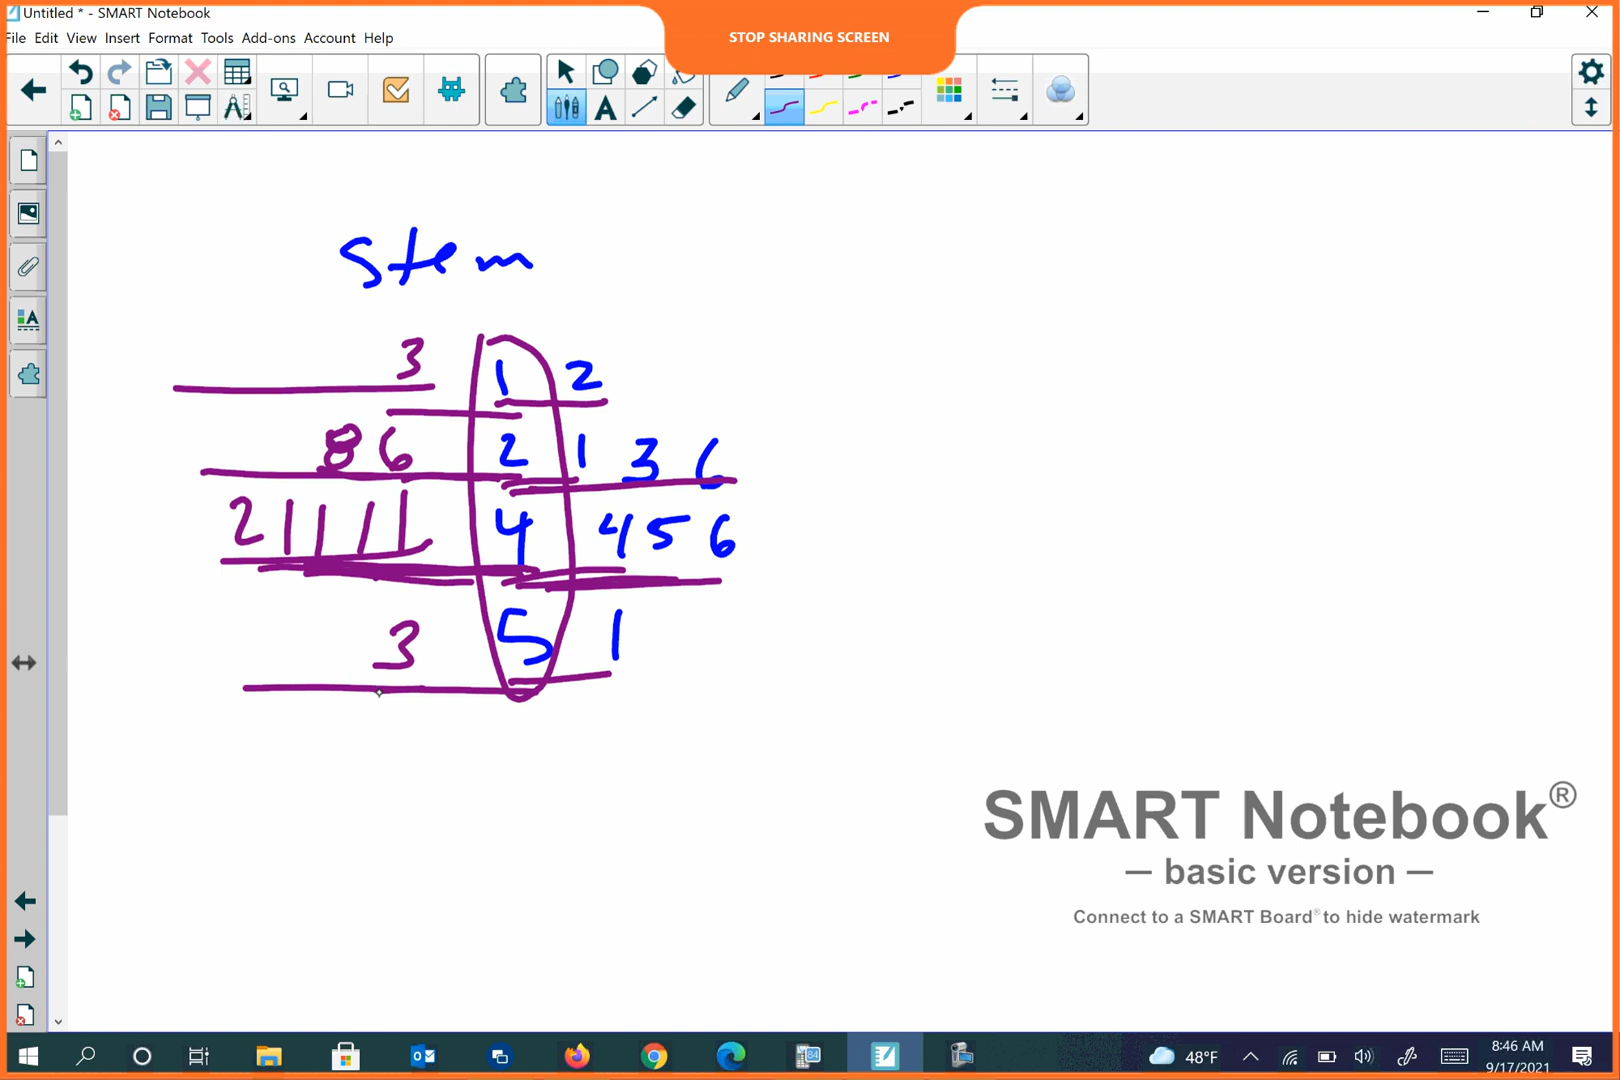 Untitled * - SMART Notebook
STOP SHARING SCREEN
File Edit View Insert Format Tools Add-ons Account Help
Stem
3 1 2
8 6 2 1 3 6
2 1 1 1 1 4 4 5 6
3 5 1
SMART Notebook®
— basic version —
Connect to a SMART Board® to hide watermark
48°F
8:46 AM
9/17/2021